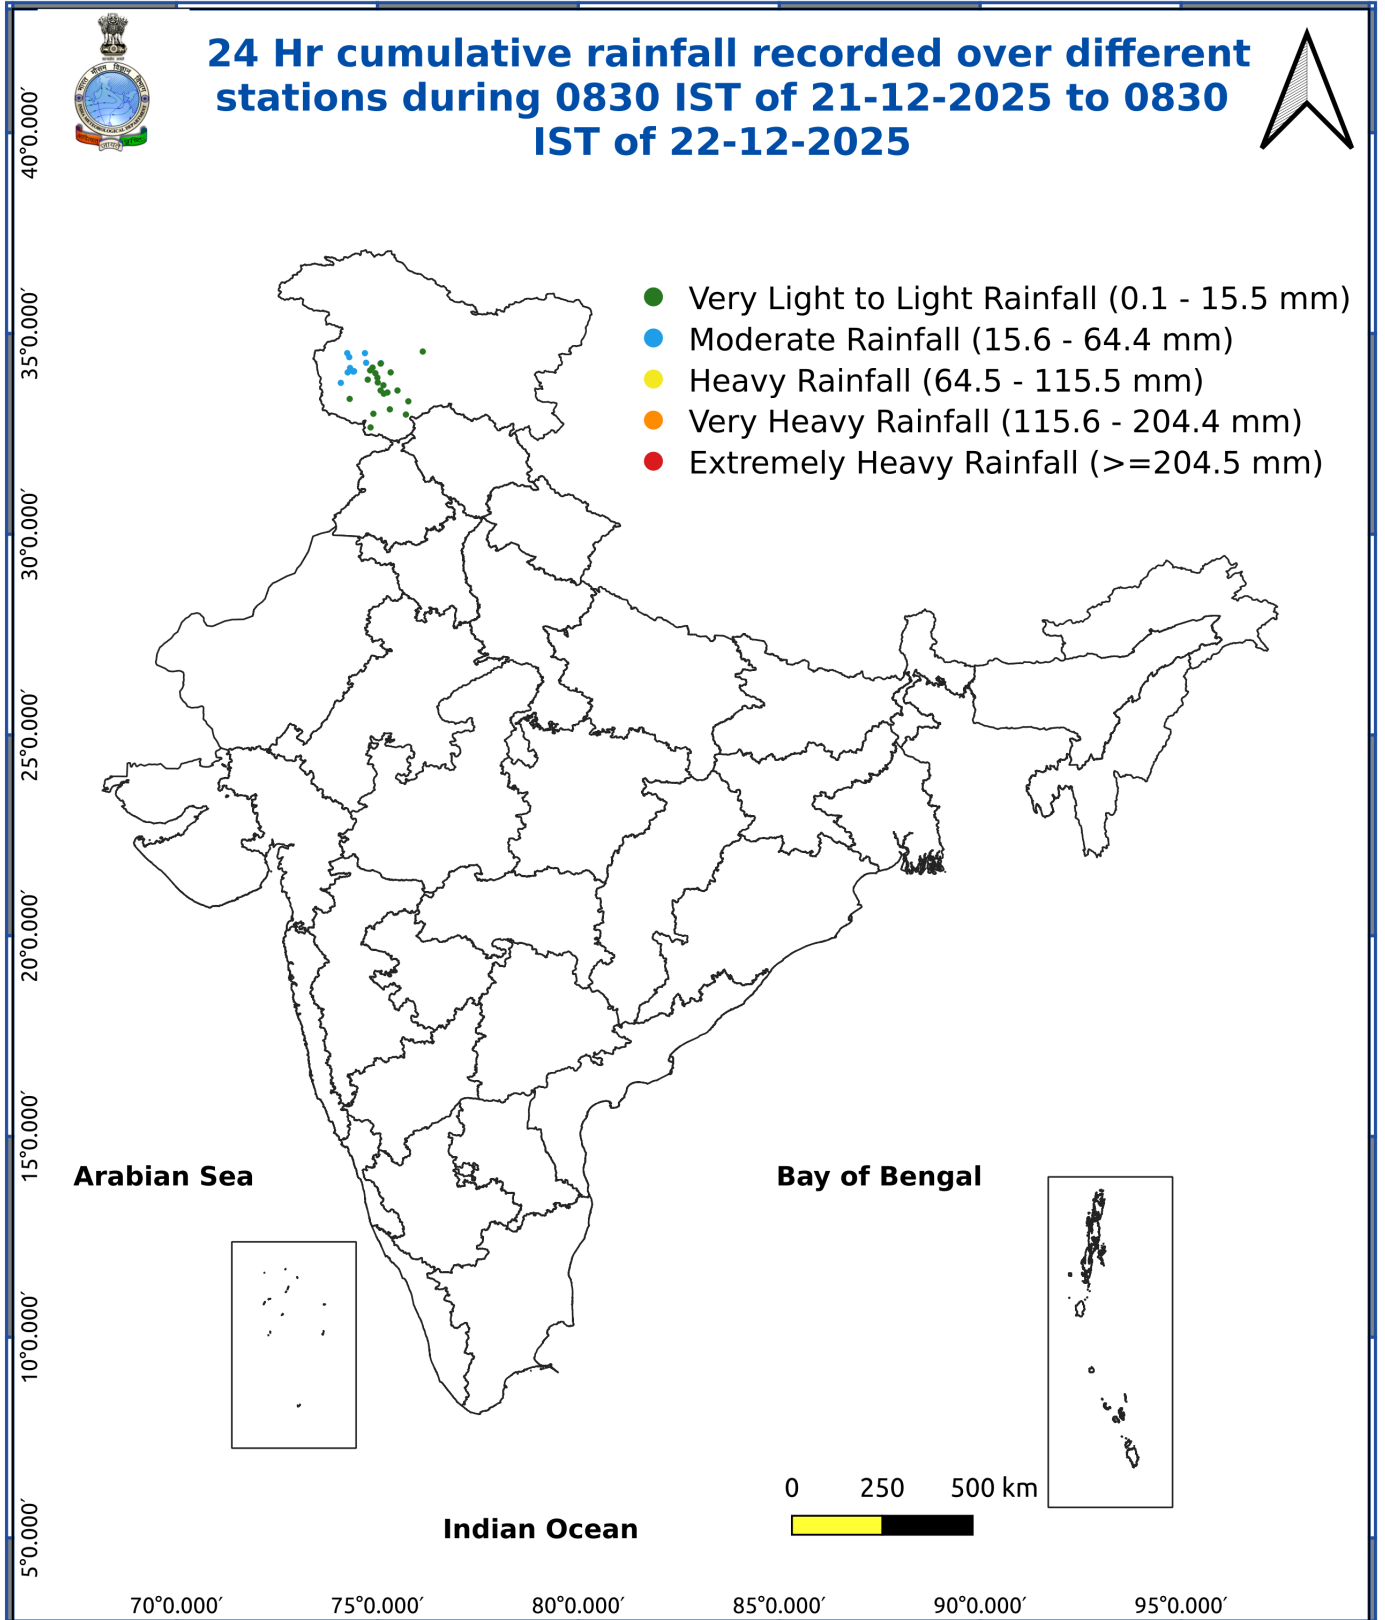 24 Hr cumulative rainfall recorded over different
stations during 0830 IST of 21-12-2025 to 0830
IST of 22-12-2025
Very Light to Light Rainfall (0.1 - 15.5 mm)
Moderate Rainfall (15.6 - 64.4 mm)
Heavy Rainfall (64.5 - 115.5 mm)
Very Heavy Rainfall (115.6 - 204.4 mm)
Extremely Heavy Rainfall (>=204.5 mm)
40°0.000′
35°0.000′
30°0.000′
25°0.000′
20°0.000′
15°0.000′
10°0.000′
5°0.000′
Arabian Sea
Bay of Bengal
Indian Ocean
0 250 500 km
70°0.000′ 75°0.000′ 80°0.000′ 85°0.000′ 90°0.000′ 95°0.000′